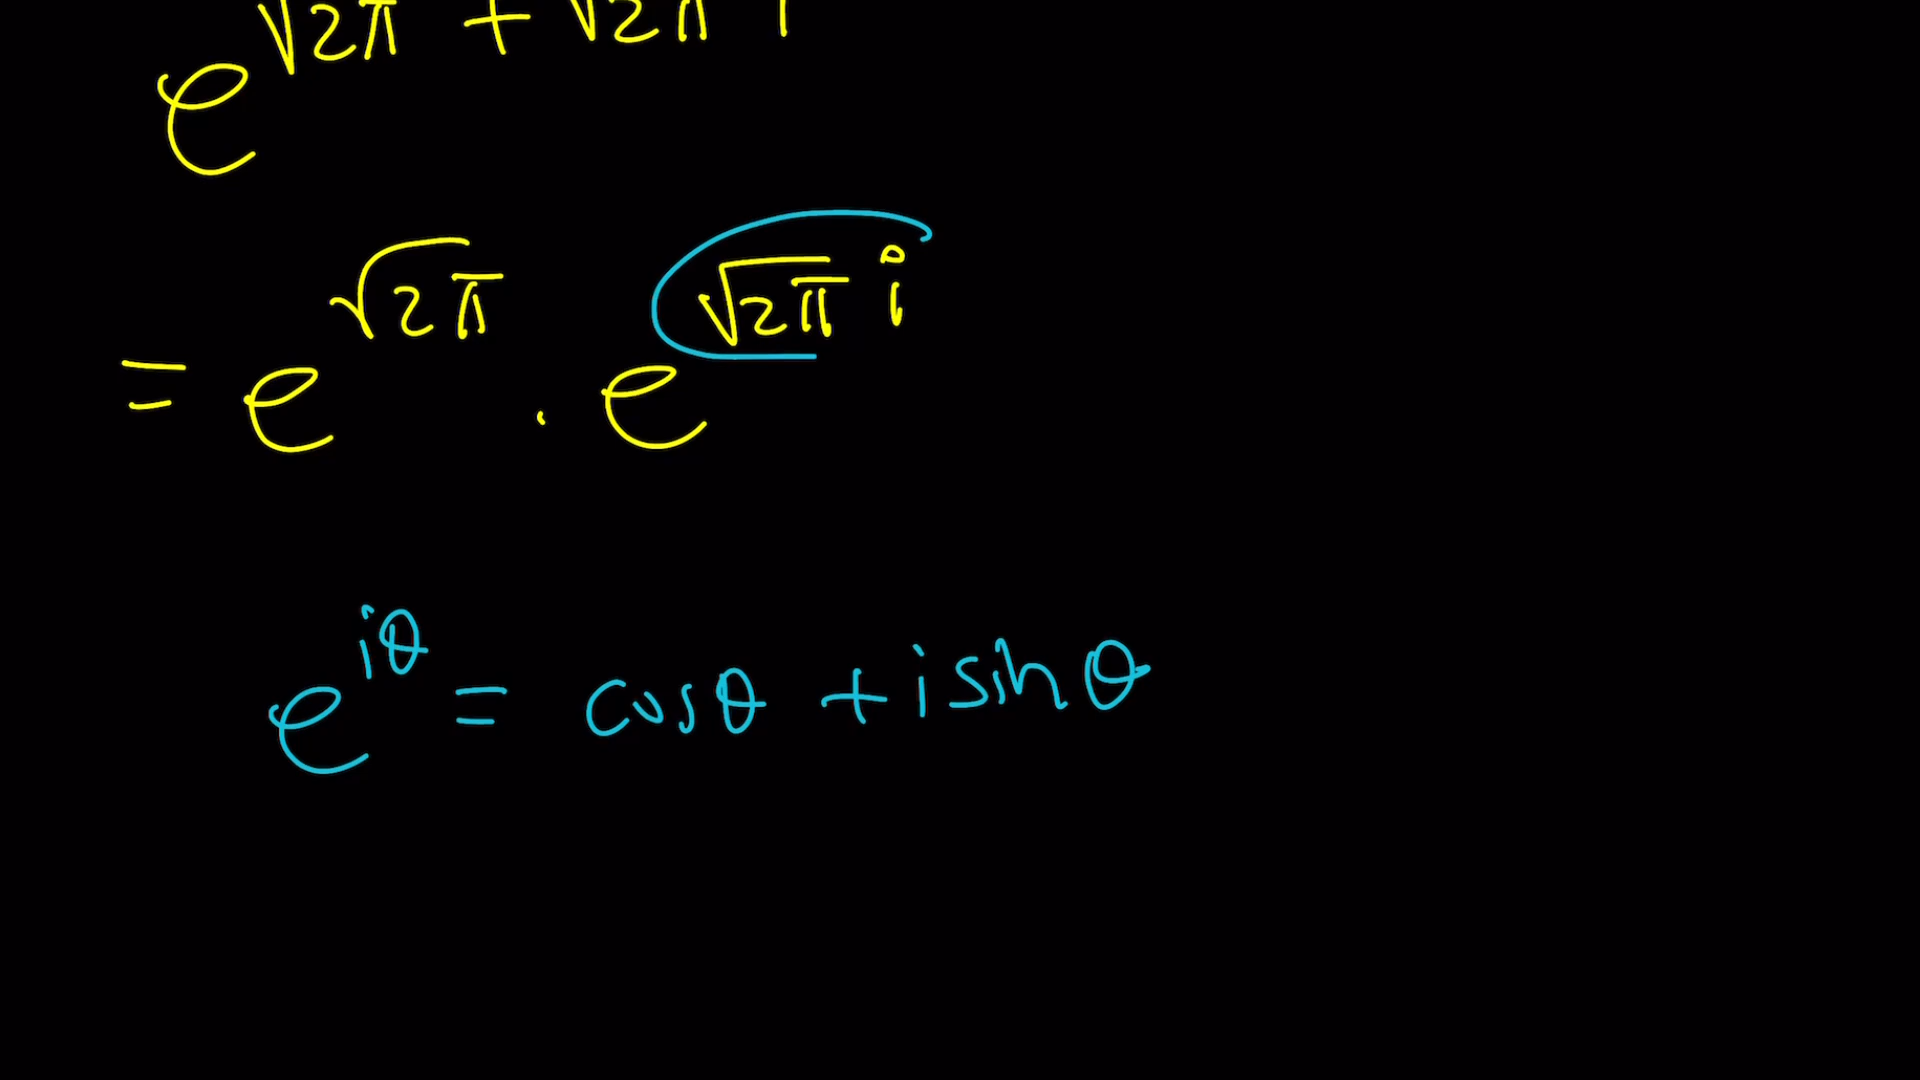 e^{√2π + √2π i}
= e^{√2π} · e^{√2π i}
e^{iθ} = cosθ + i sinθ